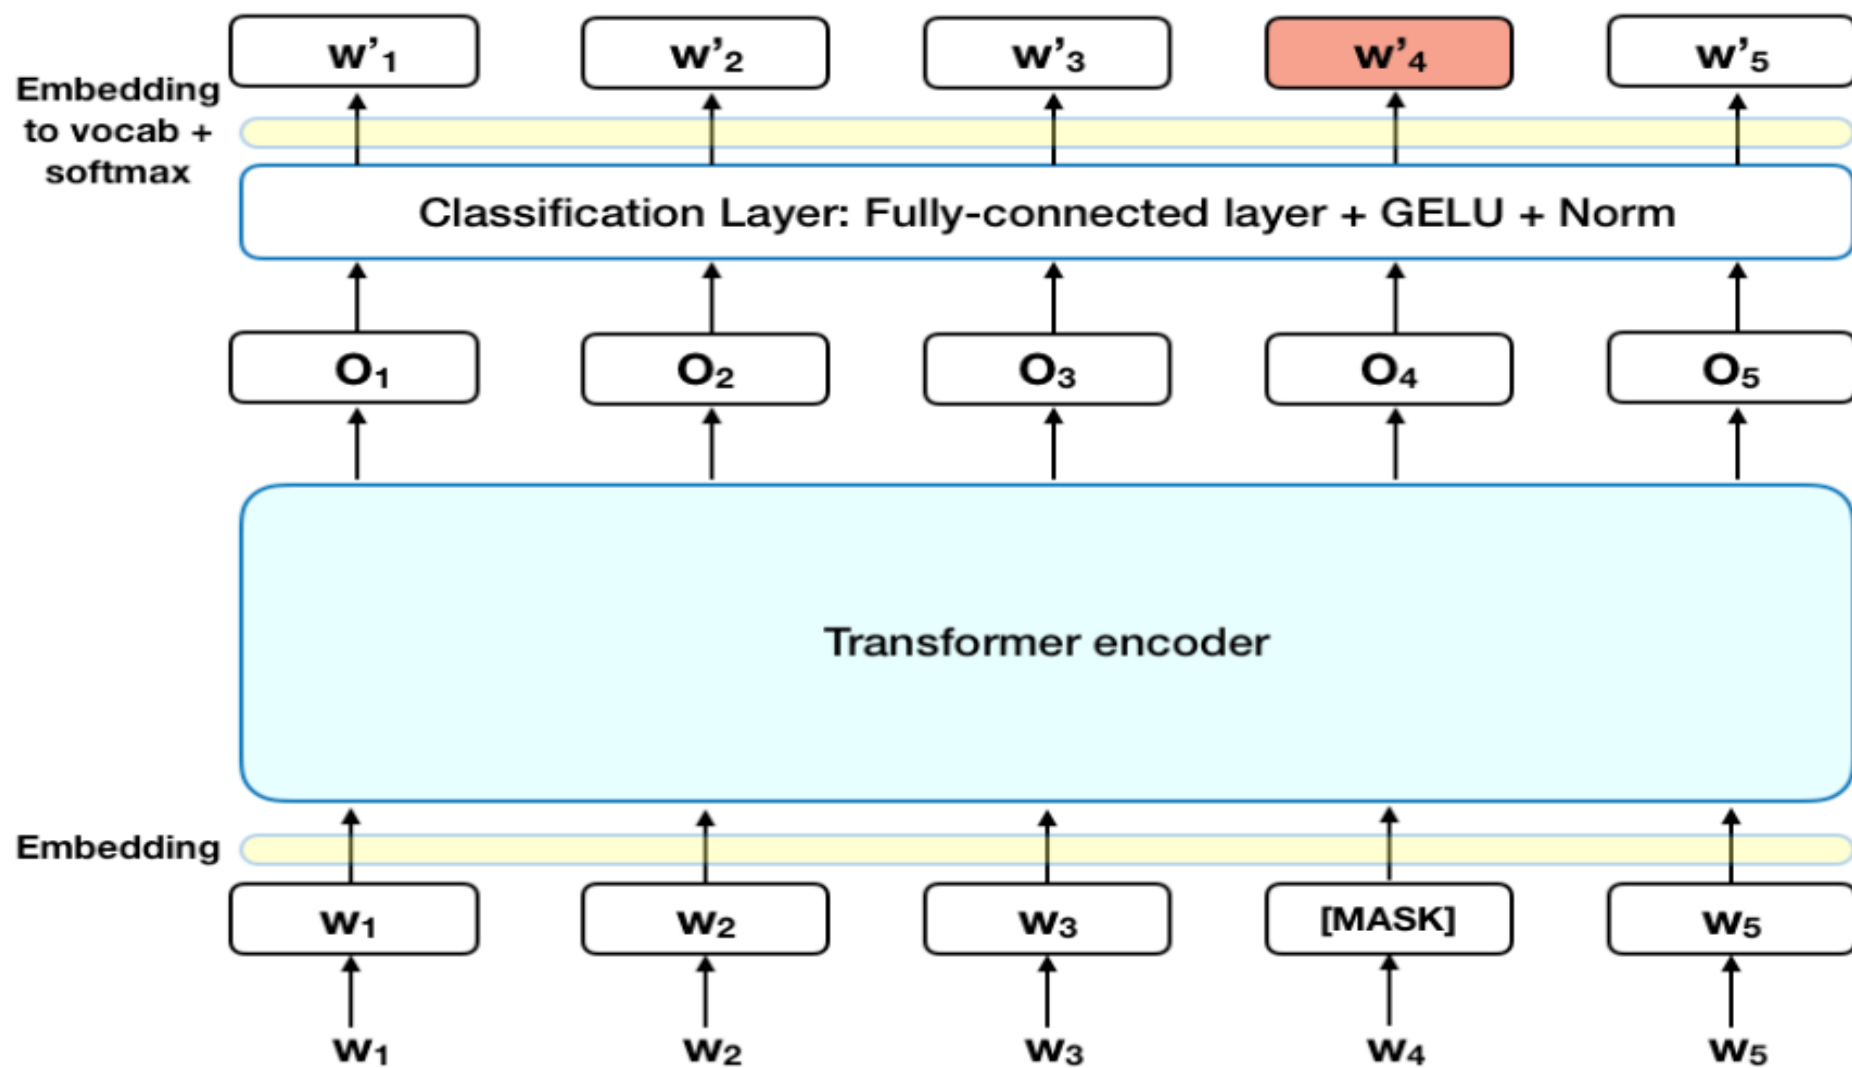 w’₁ w’₂ w’₃ w’₄ w’₅
Embedding
to vocab +
softmax
Classification Layer: Fully-connected layer + GELU + Norm
O₁ O₂ O₃ O₄ O₅
Transformer encoder
Embedding
w₁ w₂ w₃ [MASK] w₅
w₁ w₂ w₃ w₄ w₅